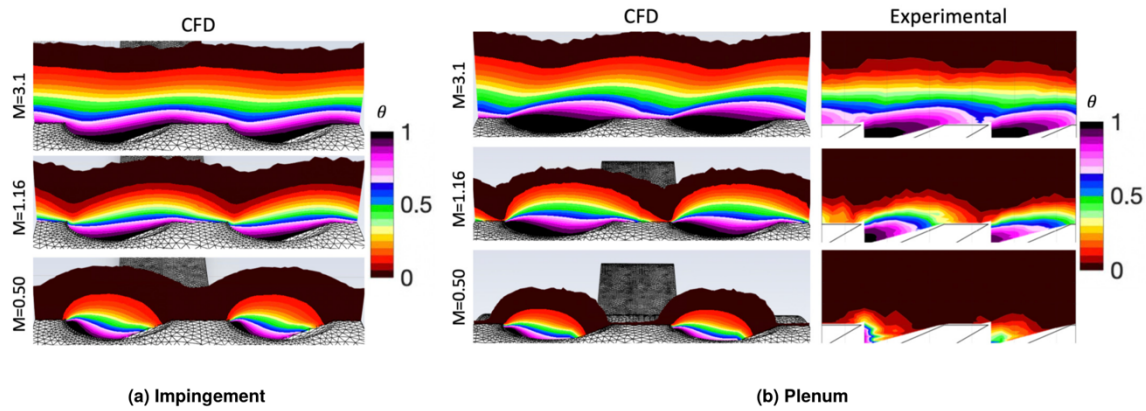 CFD
M=3.1
M=1.16
M=0.50
θ
1
0.5
0
(a) Impingement
CFD
Experimental
M=3.1
M=1.16
M=0.50
θ
1
0.5
0
(b) Plenum